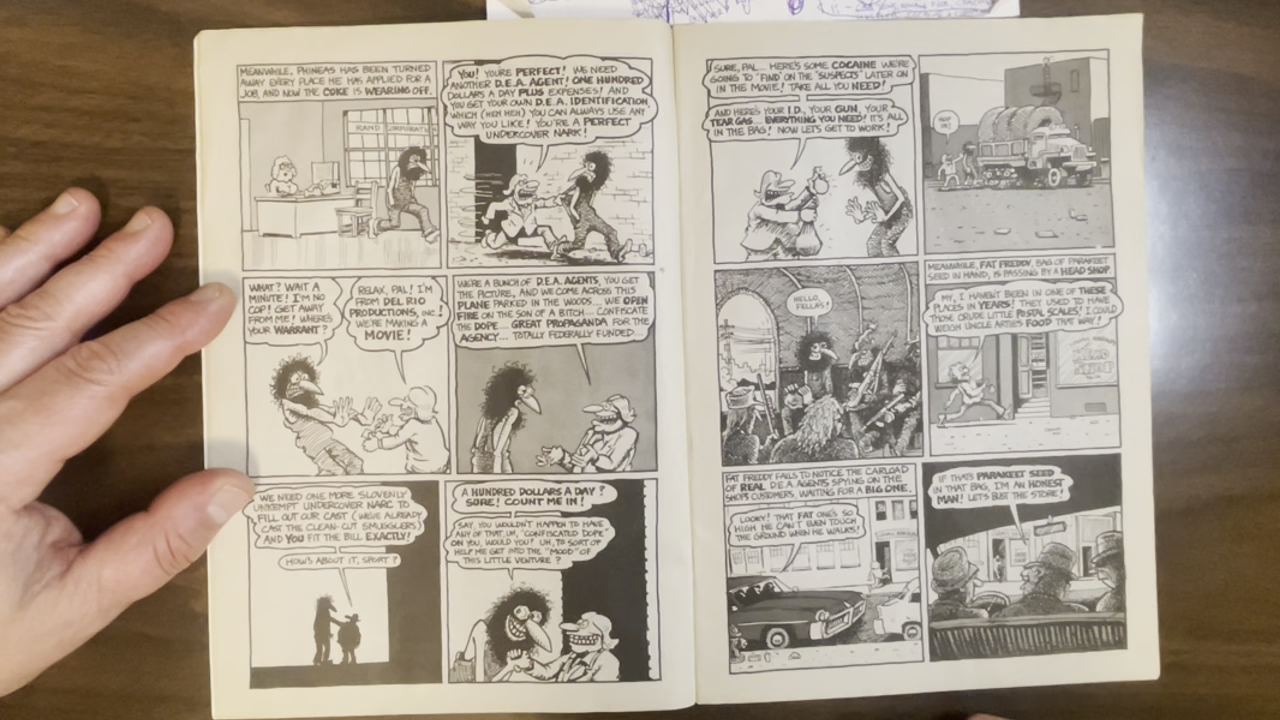 MEANWHILE, PHINEAS HAS BEEN TURNED
AWAY EVERY PLACE HE HAS APPLIED FOR A
JOB, AND NOW THE COKE IS WEARING OFF.
RAND CORPORATION
YOU! YOU'RE PERFECT! WE NEED
ANOTHER D.E.A. AGENT! ONE HUNDRED
DOLLARS A DAY PLUS EXPENSES! AND
YOU GET YOUR OWN D.E.A. IDENTIFICATION,
WHICH (HEH HEH) YOU CAN ALWAYS USE ANY
WAY YOU LIKE! YOU'RE A PERFECT
UNDERCOVER NARK!
WHAT? WAIT A
MINUTE! I'M NO
COP! GET AWAY
FROM ME! WHERE'S
YOUR WARRANT?
RELAX, PAL! I'M
FROM DEL RIO
PRODUCTIONS, INC.!
WE'RE MAKING A
MOVIE!
WE'RE A BUNCH OF D.E.A. AGENTS, YOU GET
THE PICTURE, AND WE COME ACROSS THIS
PLANE PARKED IN THE WOODS... WE OPEN
FIRE ON THE SON OF A BITCH... CONFISCATE
THE DOPE... GREAT PROPAGANDA FOR THE
AGENCY... TOTALLY FEDERALLY FUNDED...
WE NEED ONE MORE SLOVENLY
UNKEMPT UNDERCOVER NARC TO
FILL OUT OUR CAST (WE'VE ALREADY
CAST THE CLEAN-CUT SMUGGLERS)
AND YOU FIT THE BILL EXACTLY!
HOW'S ABOUT IT, SPORT?
A HUNDRED DOLLARS A DAY?
SURE! COUNT ME IN!
SAY, YOU WOULDN'T HAPPEN TO HAVE
ANY OF THAT, UH, "CONFISCATED DOPE"
ON YOU, WOULD YOU? UH, TO SORT OF
HELP ME GET INTO THE "MOOD" OF
THIS LITTLE VENTURE?
SURE, PAL... HERE'S SOME COCAINE WE'RE
GOING TO "FIND" ON THE "SUSPECTS" LATER ON
IN THE MOVIE! TAKE ALL YOU NEED!
AND HERE'S YOUR I.D., YOUR GUN, YOUR
TEAR GAS... EVERYTHING YOU NEED! IT'S ALL
IN THE BAG! NOW LETS GET TO WORK!
HOP
IN!
HELLO,
FELLAS!
MEANWHILE, FAT FREDDY, BAG OF PARAKEET
SEED IN HAND, IS PASSING BY A HEAD SHOP.
MY, I HAVEN'T BEEN IN ONE OF THESE
PLACES IN YEARS! THEY USED TO HAVE
THOSE CRUDE LITTLE POSTAL SCALES! I COULD
WEIGH UNCLE ARTIE'S FOOD THAT WAY!
HEAD
SHOP
FAT FREDDY FAILS TO NOTICE THE CARLOAD
OF REAL D.E.A. AGENTS SPYING ON THE
SHOP'S CUSTOMERS, WAITING FOR A BIG ONE.
LOOKY! THAT FAT ONE'S SO
HIGH HE CAN'T EVEN TOUCH
THE GROUND WHEN HE WALKS!
IF THAT'S PARAKEET SEED
IN THAT BAG, I'M AN HONEST
MAN! LET'S BUST THE STORE!